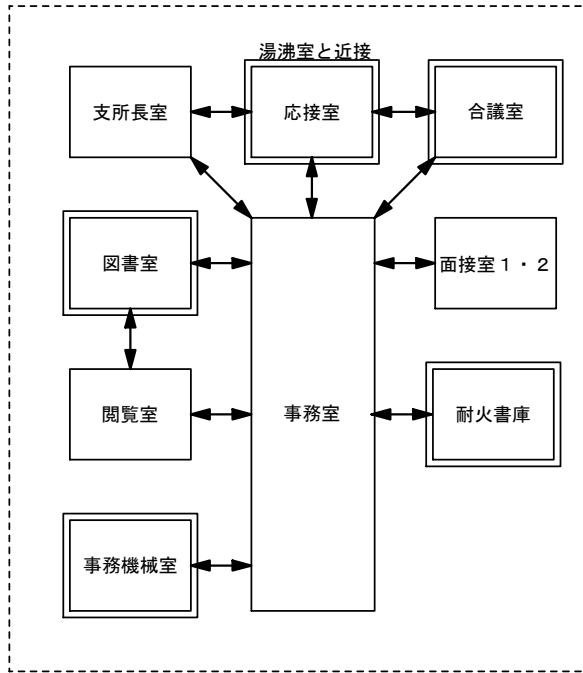 湯沸室と近接
支所長室
応接室
合議室
図書室
面接室1・2
閲覧室
事務室
耐火書庫
事務機械室